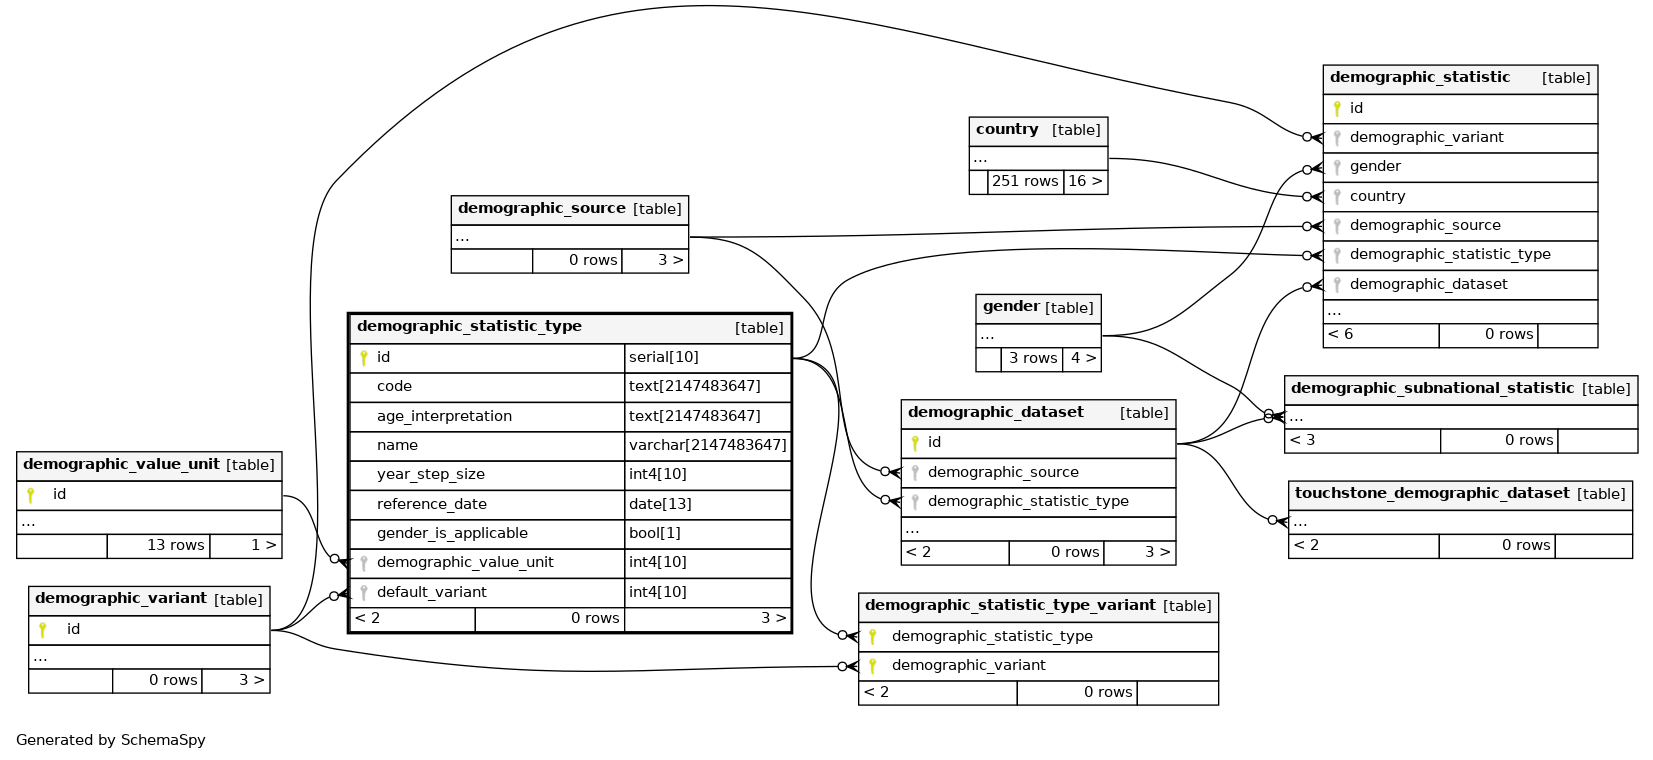 demographic_statistic [table]
id
demographic_variant
gender
country
demographic_source
demographic_statistic_type
demographic_dataset
...
< 6 0 rows
country [table]
...
251 rows 16 >
demographic_source [table]
...
0 rows 3 >
gender [table]
...
3 rows 4 >
demographic_statistic_type [table]
id serial[10]
code text[2147483647]
age_interpretation text[2147483647]
name varchar[2147483647]
year_step_size int4[10]
reference_date date[13]
gender_is_applicable bool[1]
demographic_value_unit int4[10]
default_variant int4[10]
< 2 0 rows 3 >
demographic_subnational_statistic [table]
...
< 3 0 rows
demographic_dataset [table]
id
demographic_source
demographic_statistic_type
...
< 2 0 rows 3 >
demographic_value_unit [table]
id
...
13 rows 1 >
touchstone_demographic_dataset [table]
...
< 2 0 rows
demographic_variant [table]
id
...
0 rows 3 >
demographic_statistic_type_variant [table]
demographic_statistic_type
demographic_variant
< 2 0 rows
Generated by SchemaSpy